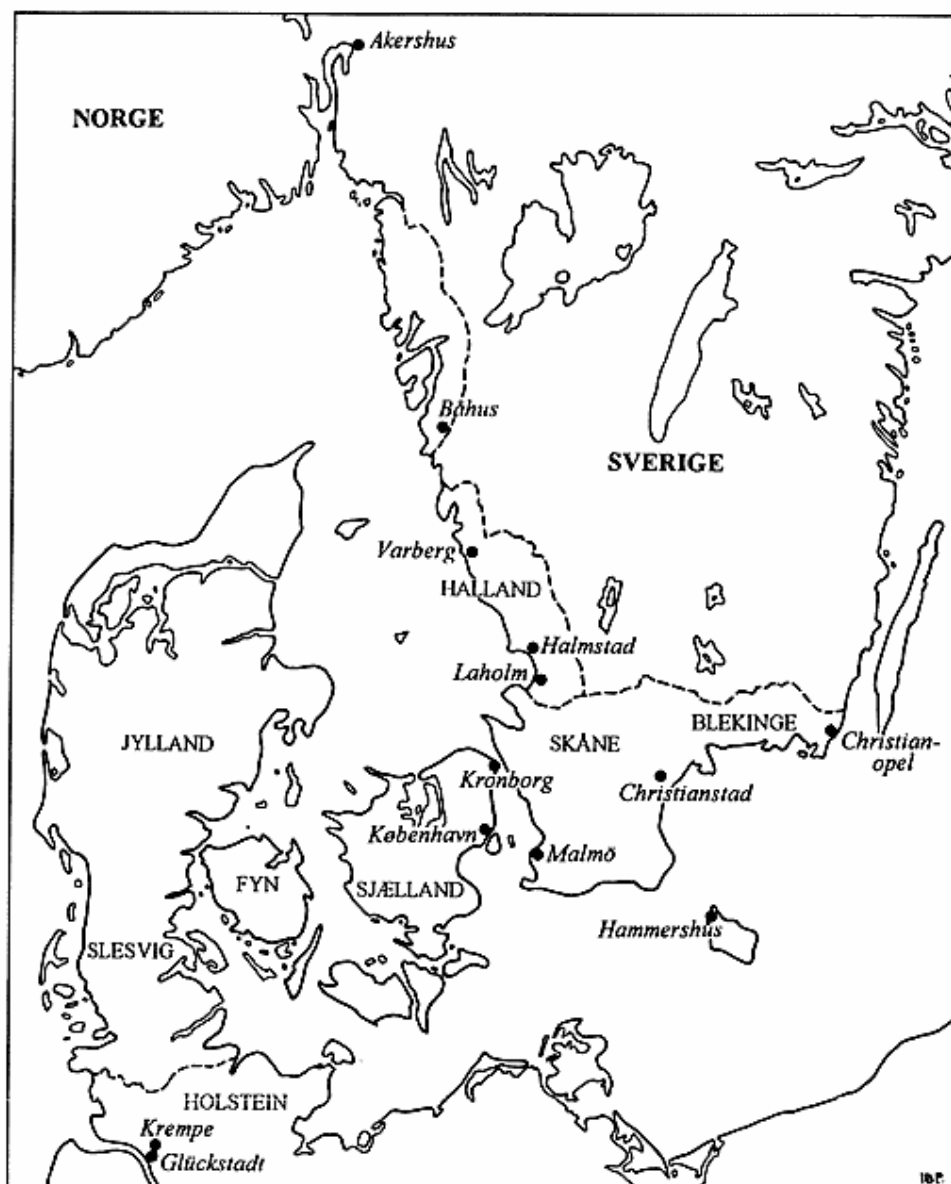 Akershus
NORGE
Båhus
SVERIGE
Varberg
HALLAND
Halmstad
Laholm
BLEKINGE
JYLLAND
SKÅNE
Christian-
opel
Kronborg
Christianstad
København
Malmö
FYN
SJÆLLAND
Hammershus
SLESVIG
HOLSTEIN
Krempe
Glückstadt